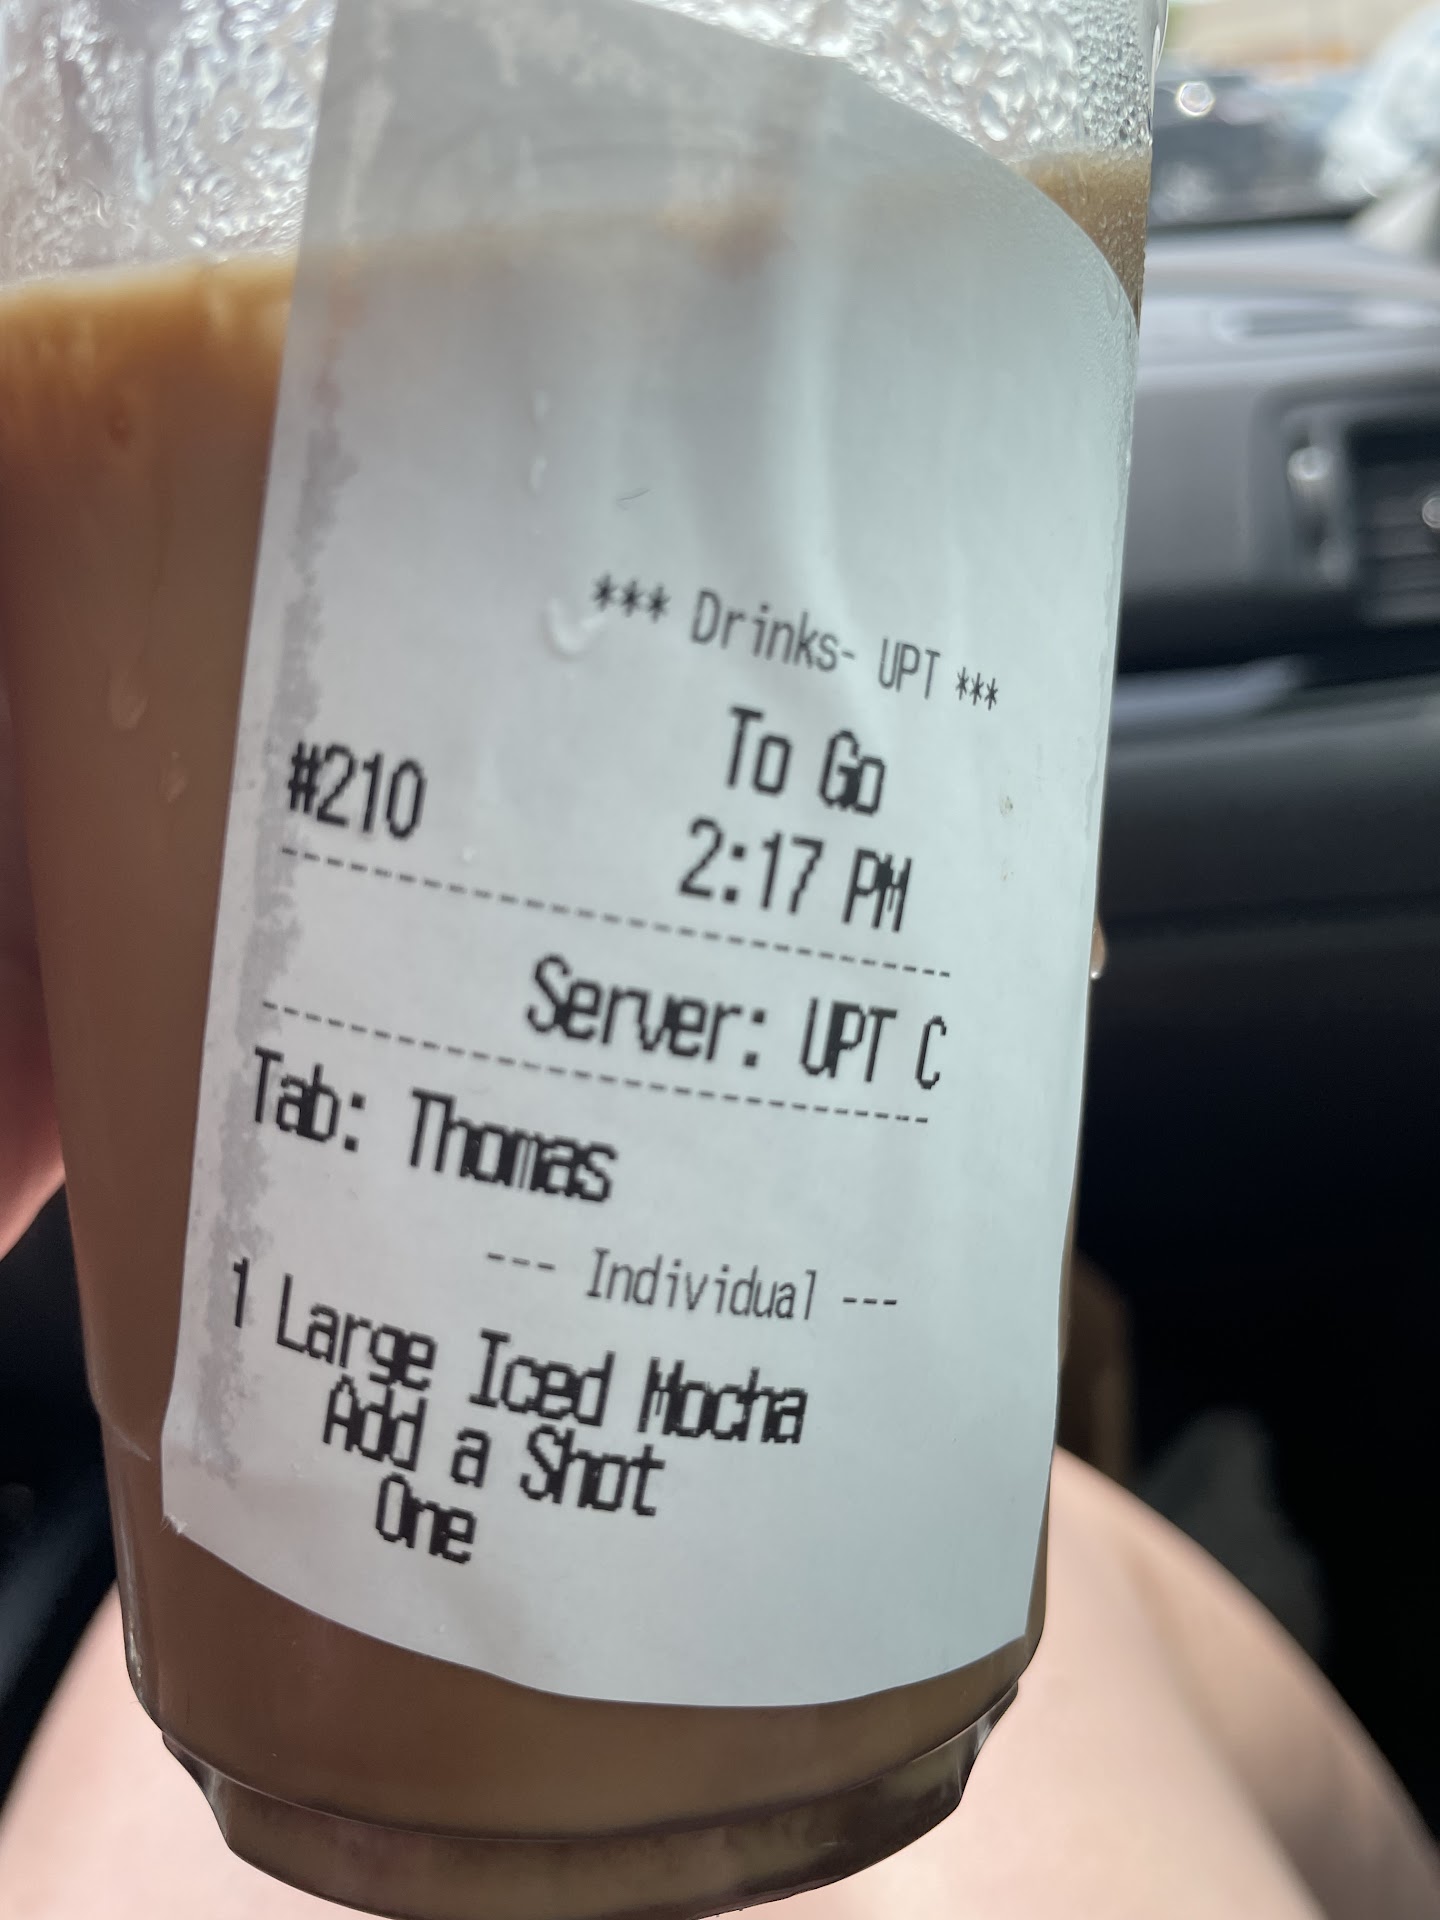 *** Drinks- UPT ***
To Go
#210 2:17 PM
Server: UPT C
Tab: Thomas
--- Individual ---
1 Large Iced Mocha
Add a Shot
One